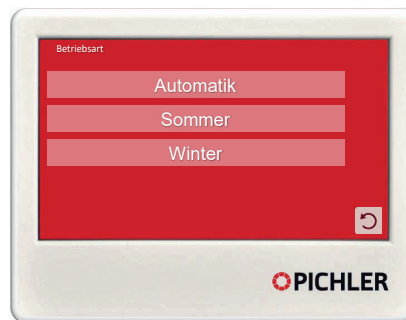 Betriebsart
Automatik
Sommer
Winter
PICHLER